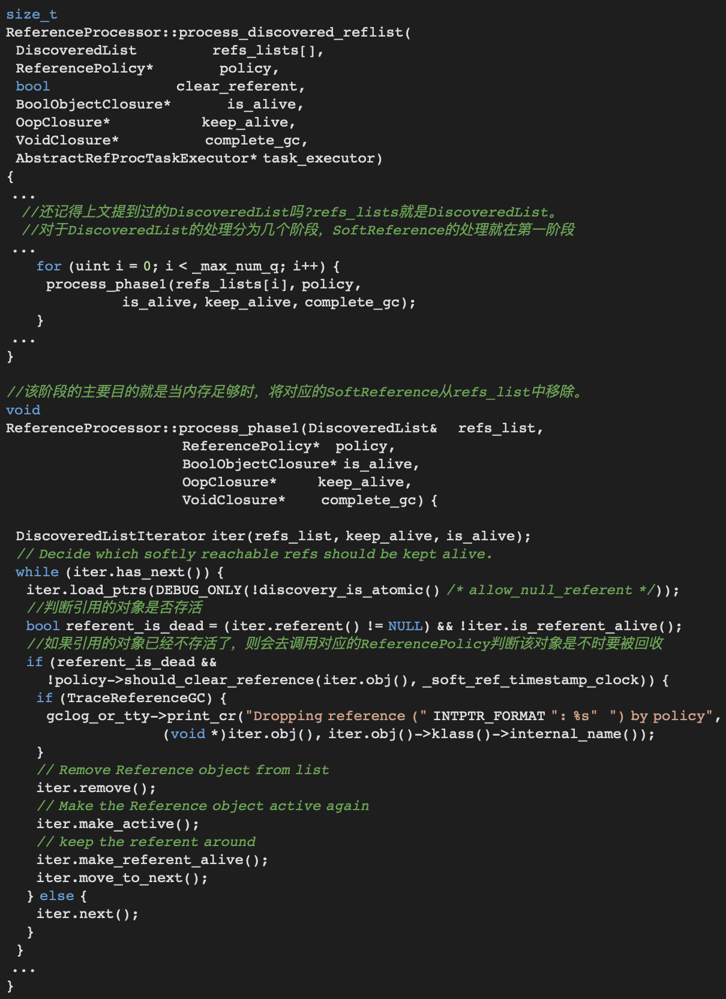 size_t
ReferenceProcessor::process_discovered_reflist(
DiscoveredList refs_lists[],
ReferencePolicy* policy,
bool clear_referent,
BoolObjectClosure* is_alive,
OopClosure* keep_alive,
VoidClosure* complete_gc,
AbstractRefProcTaskExecutor* task_executor)
{
...
//还记得上文提到过的DiscoveredList吗?refs_lists就是DiscoveredList。
//对于DiscoveredList的处理分为几个阶段，SoftReference的处理就在第一阶段
...
for (uint i = 0; i < _max_num_q; i++) {
process_phase1(refs_lists[i], policy,
is_alive, keep_alive, complete_gc);
}
...
}

//该阶段的主要目的就是当内存足够时，将对应的SoftReference从refs_list中移除。
void
ReferenceProcessor::process_phase1(DiscoveredList& refs_list,
ReferencePolicy* policy,
BoolObjectClosure* is_alive,
OopClosure* keep_alive,
VoidClosure* complete_gc) {

DiscoveredListIterator iter(refs_list, keep_alive, is_alive);
// Decide which softly reachable refs should be kept alive.
while (iter.has_next()) {
iter.load_ptrs(DEBUG_ONLY(!discovery_is_atomic() /* allow_null_referent */));
//判断引用的对象是否存活
bool referent_is_dead = (iter.referent() != NULL) && !iter.is_referent_alive();
//如果引用的对象已经不存活了，则会去调用对应的ReferencePolicy判断该对象是不时要被回收
if (referent_is_dead &&
!policy->should_clear_reference(iter.obj(), _soft_ref_timestamp_clock)) {
if (TraceReferenceGC) {
gclog_or_tty->print_cr("Dropping reference (" INTPTR_FORMAT ": %s" ") by policy",
(void *)iter.obj(), iter.obj()->klass()->internal_name());
}
// Remove Reference object from list
iter.remove();
// Make the Reference object active again
iter.make_active();
// keep the referent around
iter.make_referent_alive();
iter.move_to_next();
} else {
iter.next();
}
}
...
}